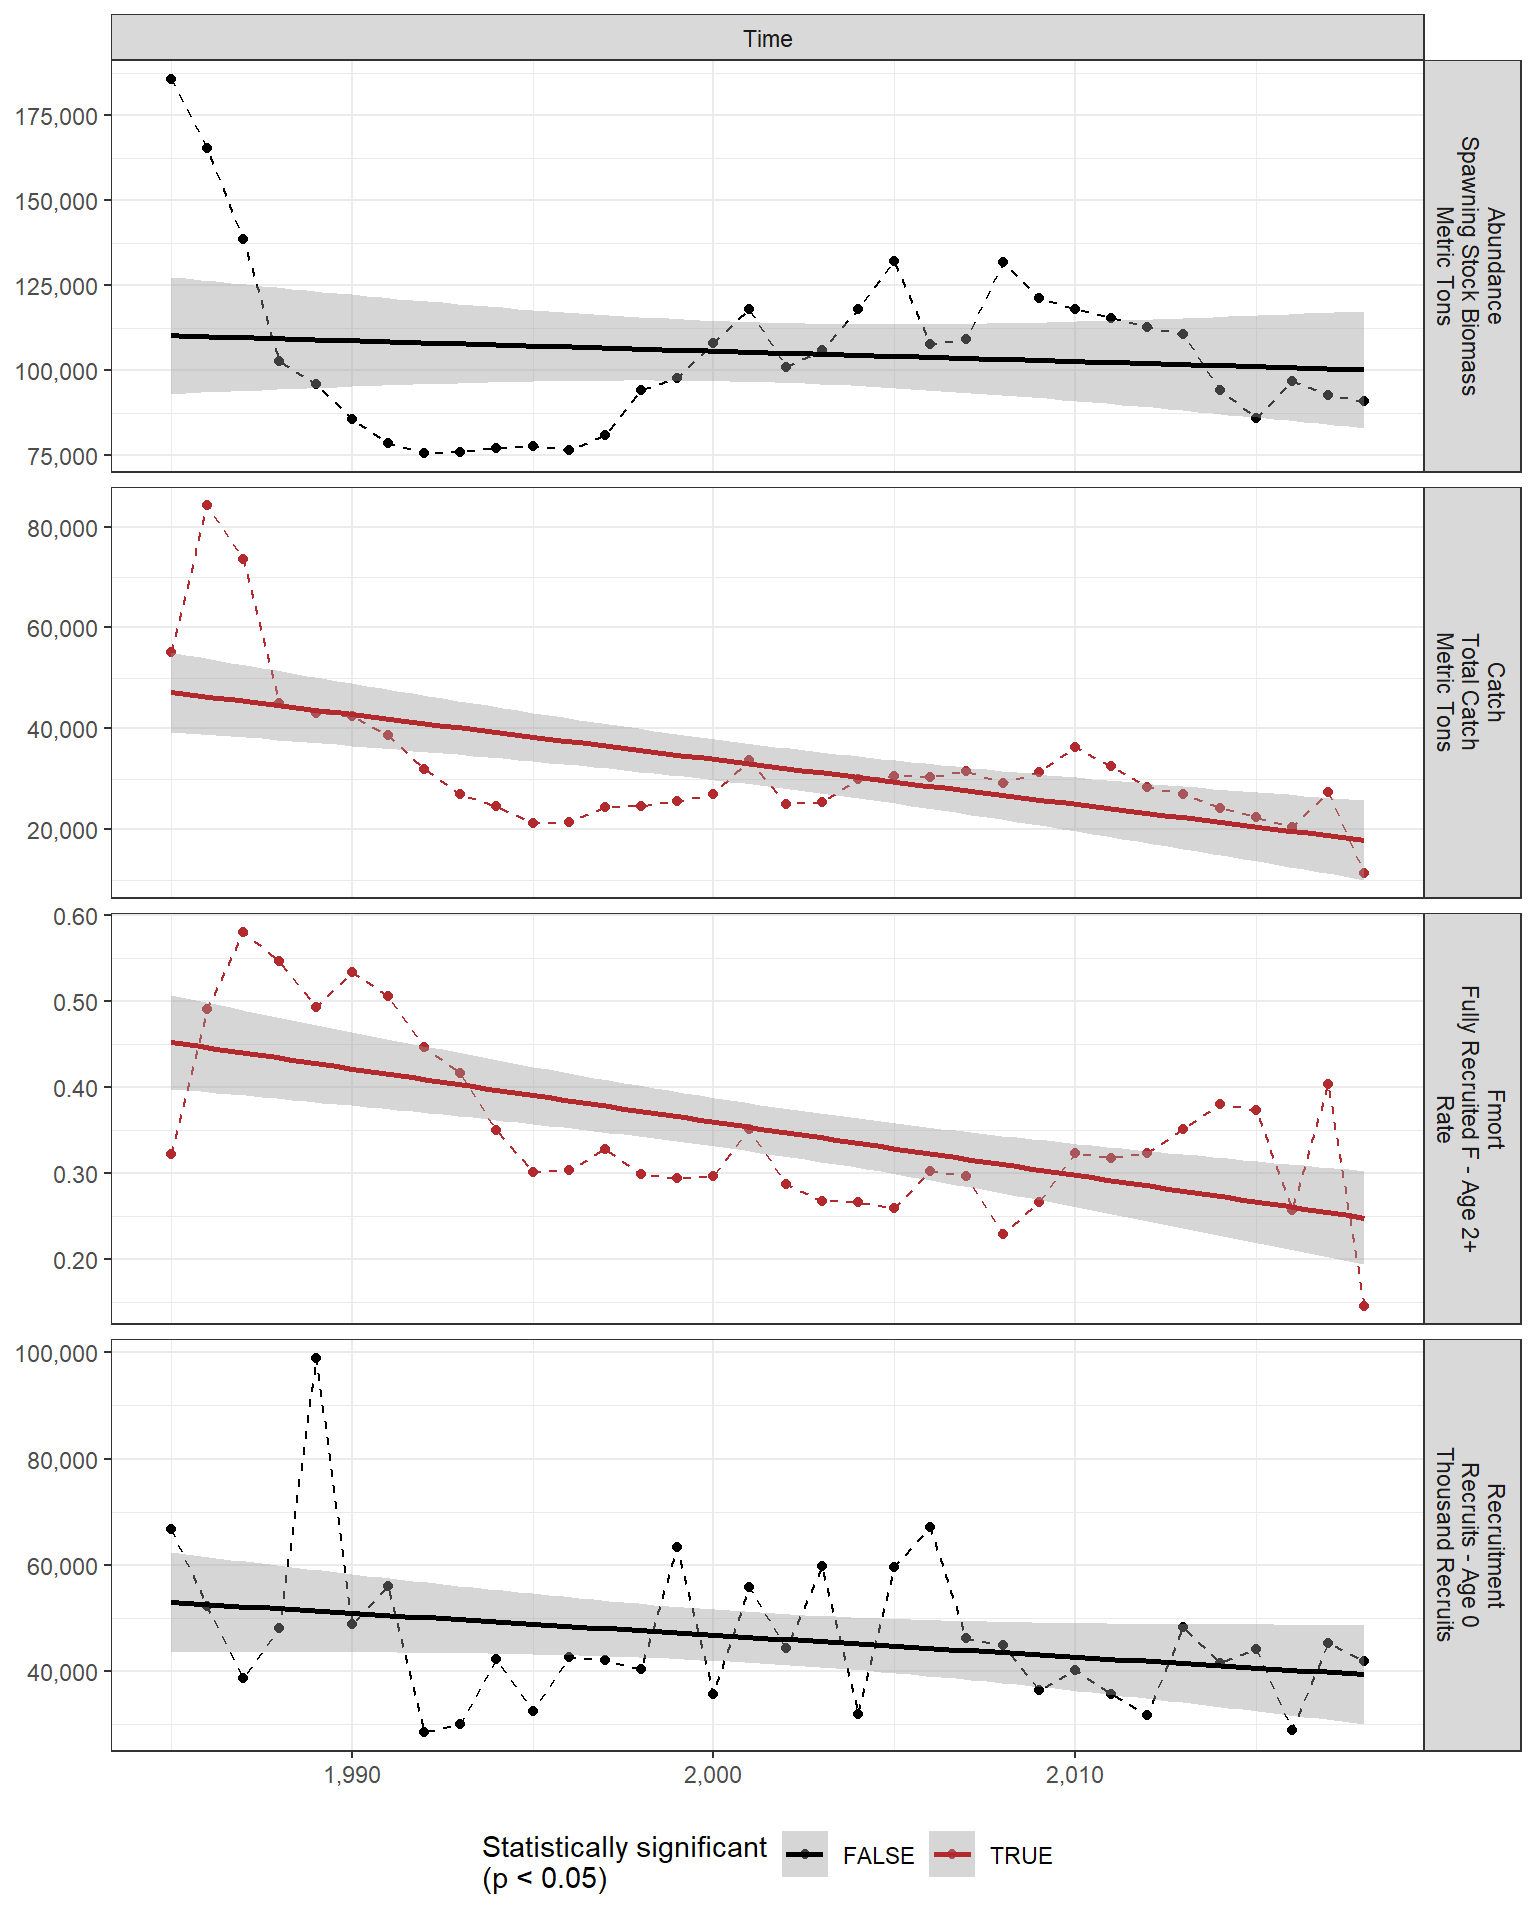 Time
175,000
150,000
125,000
100,000
75,000
Abundance
Spawning Stock Biomass
Metric Tons
80,000
60,000
40,000
20,000
Catch
Total Catch
Metric Tons
0.60
0.50
0.40
0.30
0.20
Fmort
Fully Recruited F - Age 2+
Rate
100,000
80,000
60,000
40,000
Recruitment
Recruits - Age 0
Thousand Recruits
1,990
2,000
2,010
Statistically significant
(p < 0.05)
FALSE
TRUE